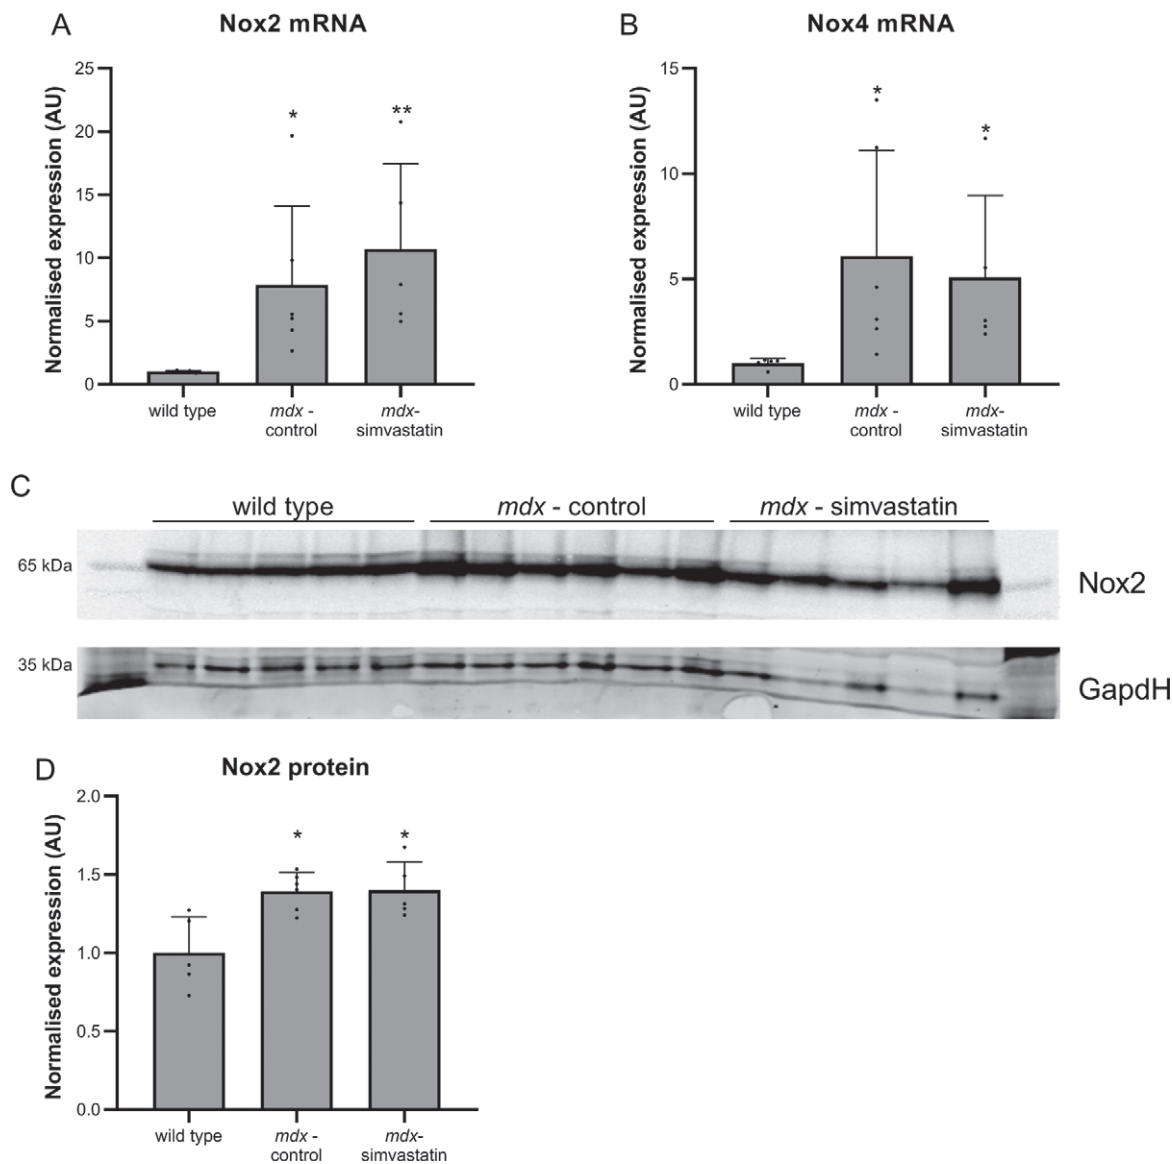 A
Nox2 mRNA
Normalised expression (AU)
25
20
15
10
5
0
*
**
wild type
mdx -
control
mdx-
simvastatin
B
Nox4 mRNA
Normalised expression (AU)
15
10
5
0
*
*
wild type
mdx -
control
mdx-
simvastatin
C
wild type
mdx - control
mdx - simvastatin
65 kDa
Nox2
35 kDa
GapdH
D
Nox2 protein
Normalised expression (AU)
2.0
1.5
1.0
0.5
0.0
*
*
wild type
mdx -
control
mdx-
simvastatin